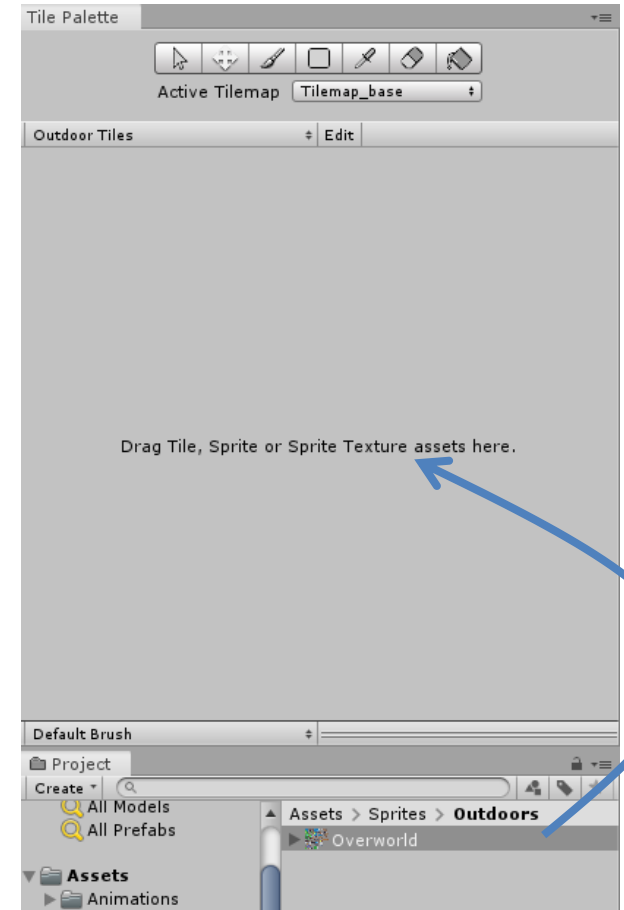 Tile Palette
Active Tilemap Tilemap_base
Outdoor Tiles Edit
Drag Tile, Sprite or Sprite Texture assets here.
Default Brush
Project
Create
All Models
All Prefabs
Assets
Animations
Assets > Sprites > Outdoors
Overworld